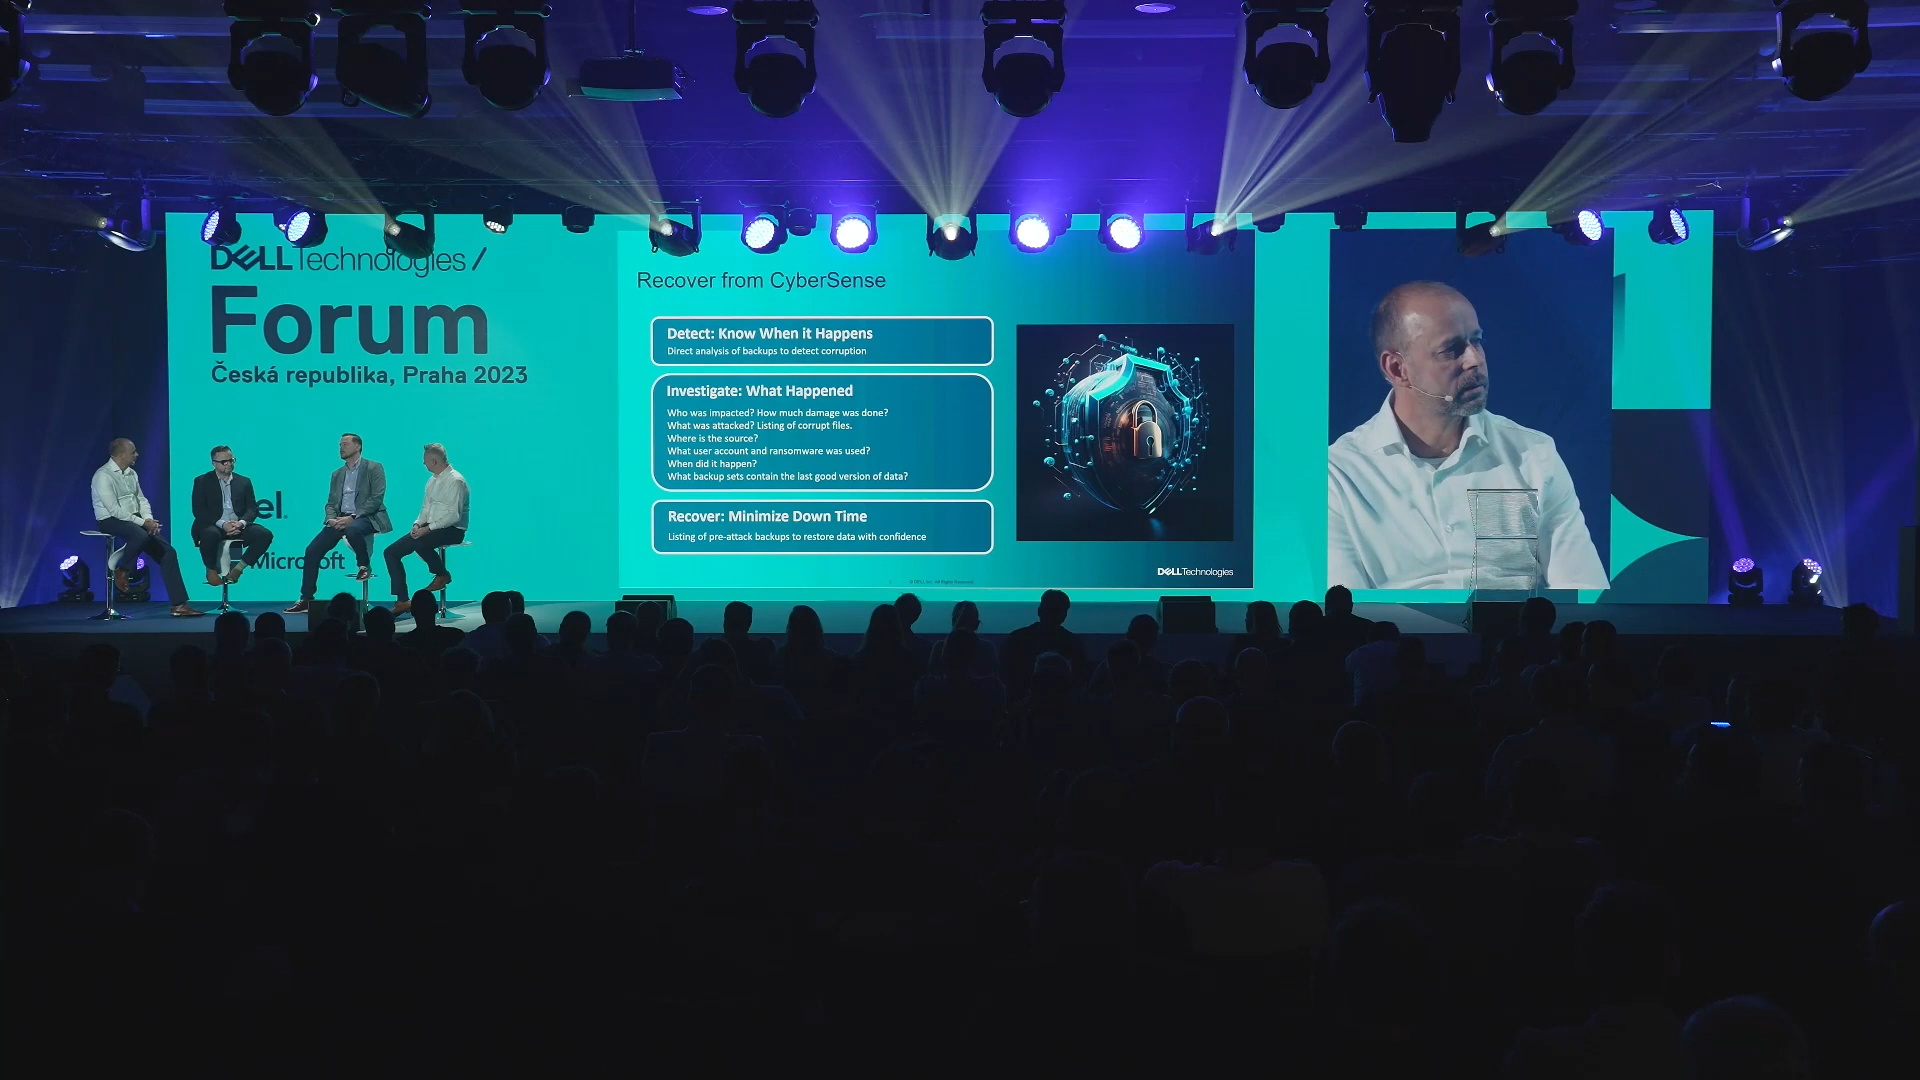 DELLTechnologies /
Forum
Česká republika, Praha 2023
el.
Microsoft
Recover from CyberSense
Detect: Know When it Happens
Direct analysis of backups to detect corruption
Investigate: What Happened
Who was impacted? How much damage was done?
What was attacked? Listing of corrupt files.
Where is the source?
What user account and ransomware was used?
When did it happen?
What backup sets contain the last good version of data?
Recover: Minimize Down Time
Listing of pre-attack backups to restore data with confidence
DELLTechnologies